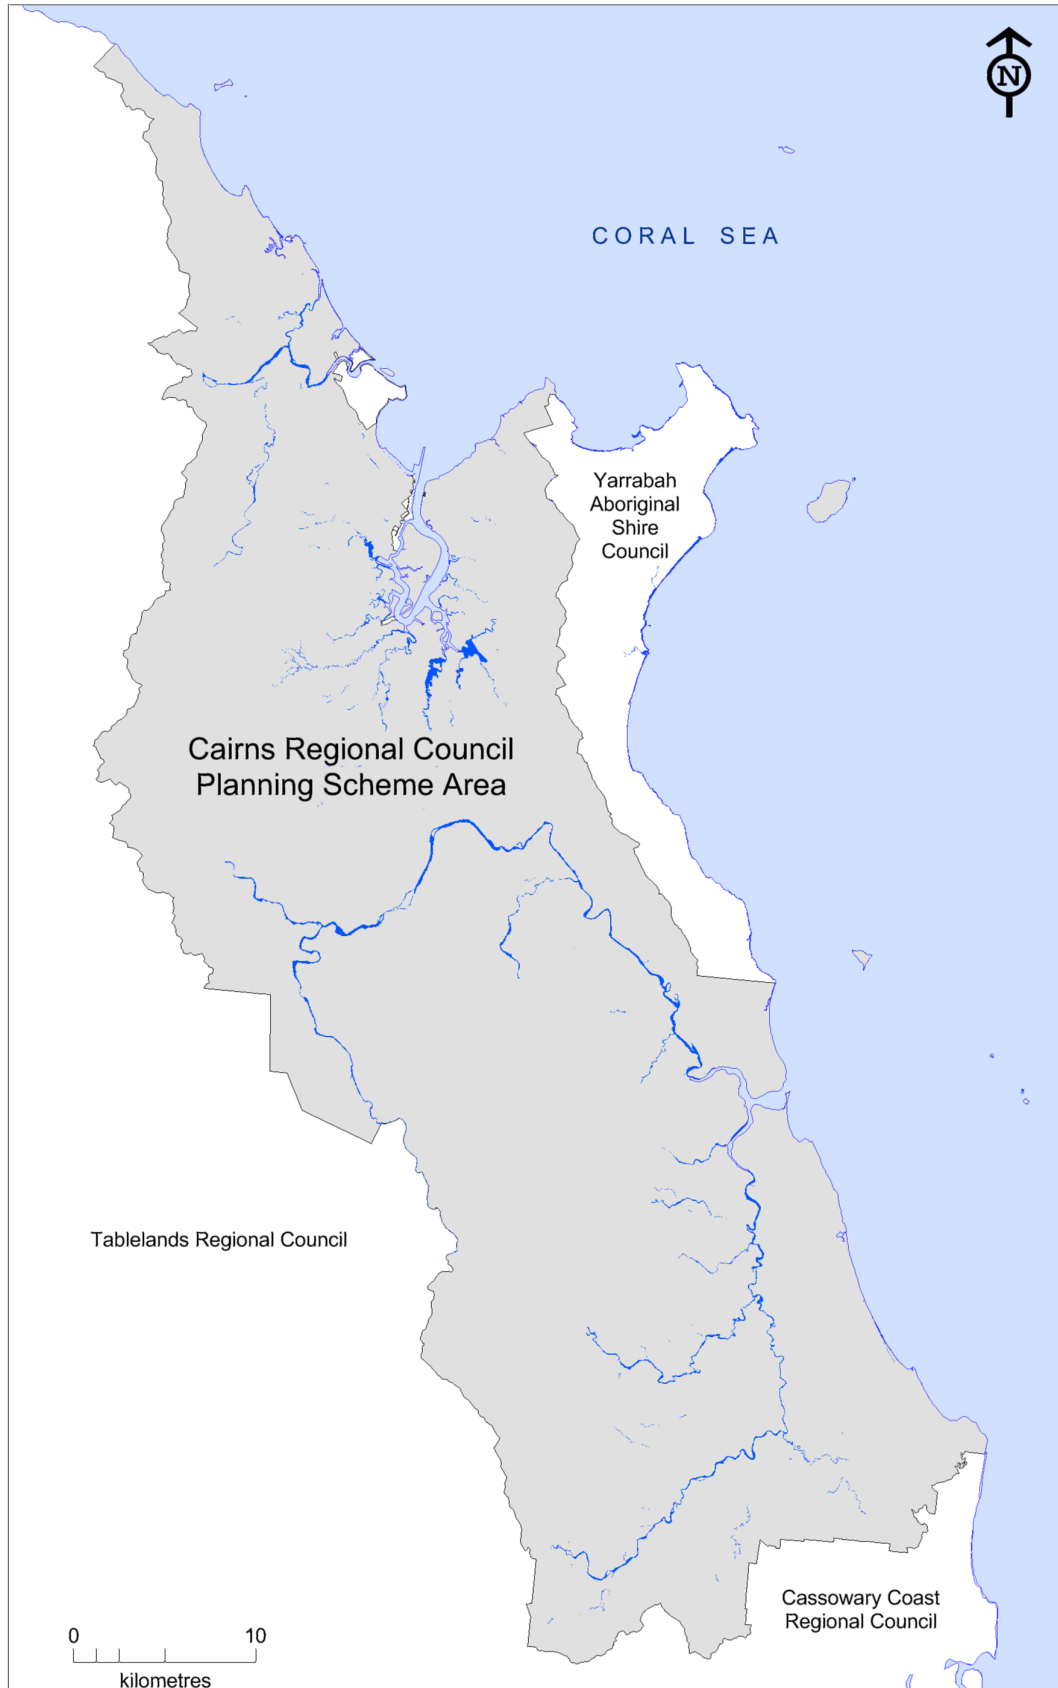 N
CORAL SEA
Yarrabah
Aboriginal
Shire
Council
Cairns Regional Council
Planning Scheme Area
Tablelands Regional Council
Cassowary Coast
Regional Council
0 10
kilometres